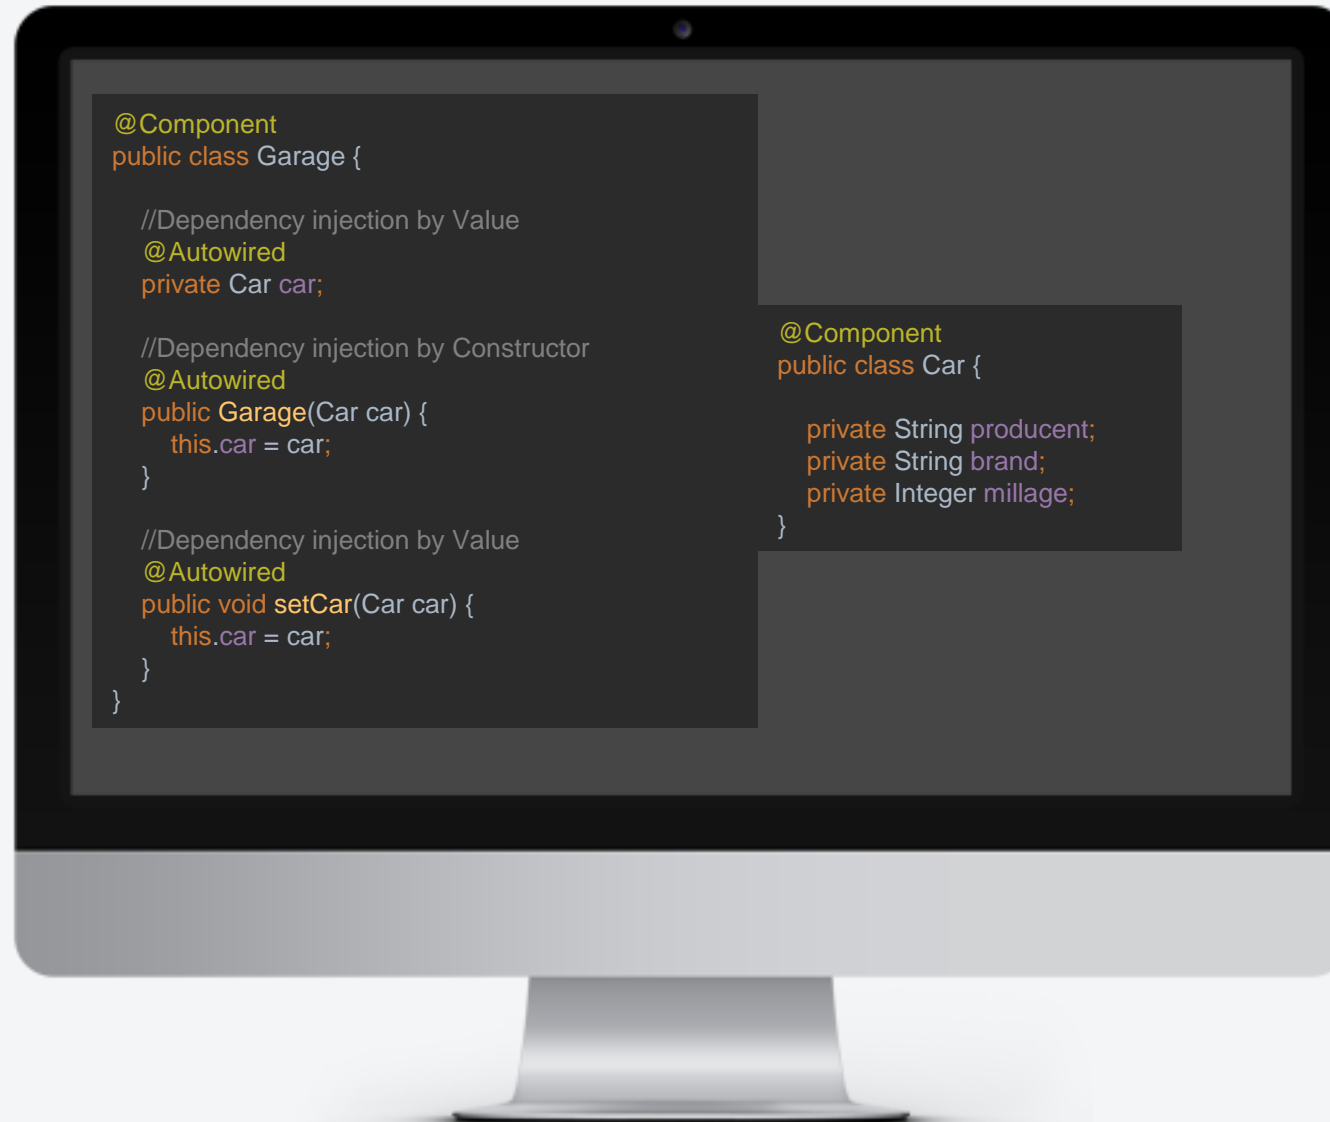 @Component
public class Garage {
//Dependency injection by Value
@Autowired
private Car car;
//Dependency injection by Constructor
@Autowired
public Garage(Car car) {
this.car = car;
}
//Dependency injection by Value
@Autowired
public void setCar(Car car) {
this.car = car;
}
}
@Component
public class Car {
private String producent;
private String brand;
private Integer millage;
}